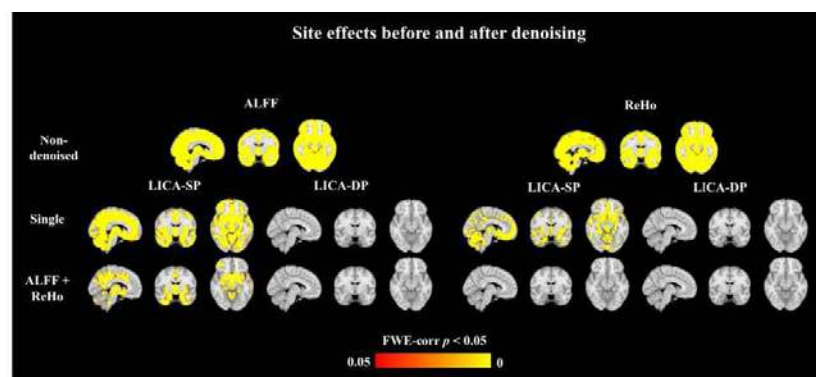 Site effects before and after denoising
ALFF ReHo
Non-
denoised
LICA-SP LICA-DP LICA-SP LICA-DP
Single
ALFF +
ReHo
FWE-corr p < 0.05
0.05 0